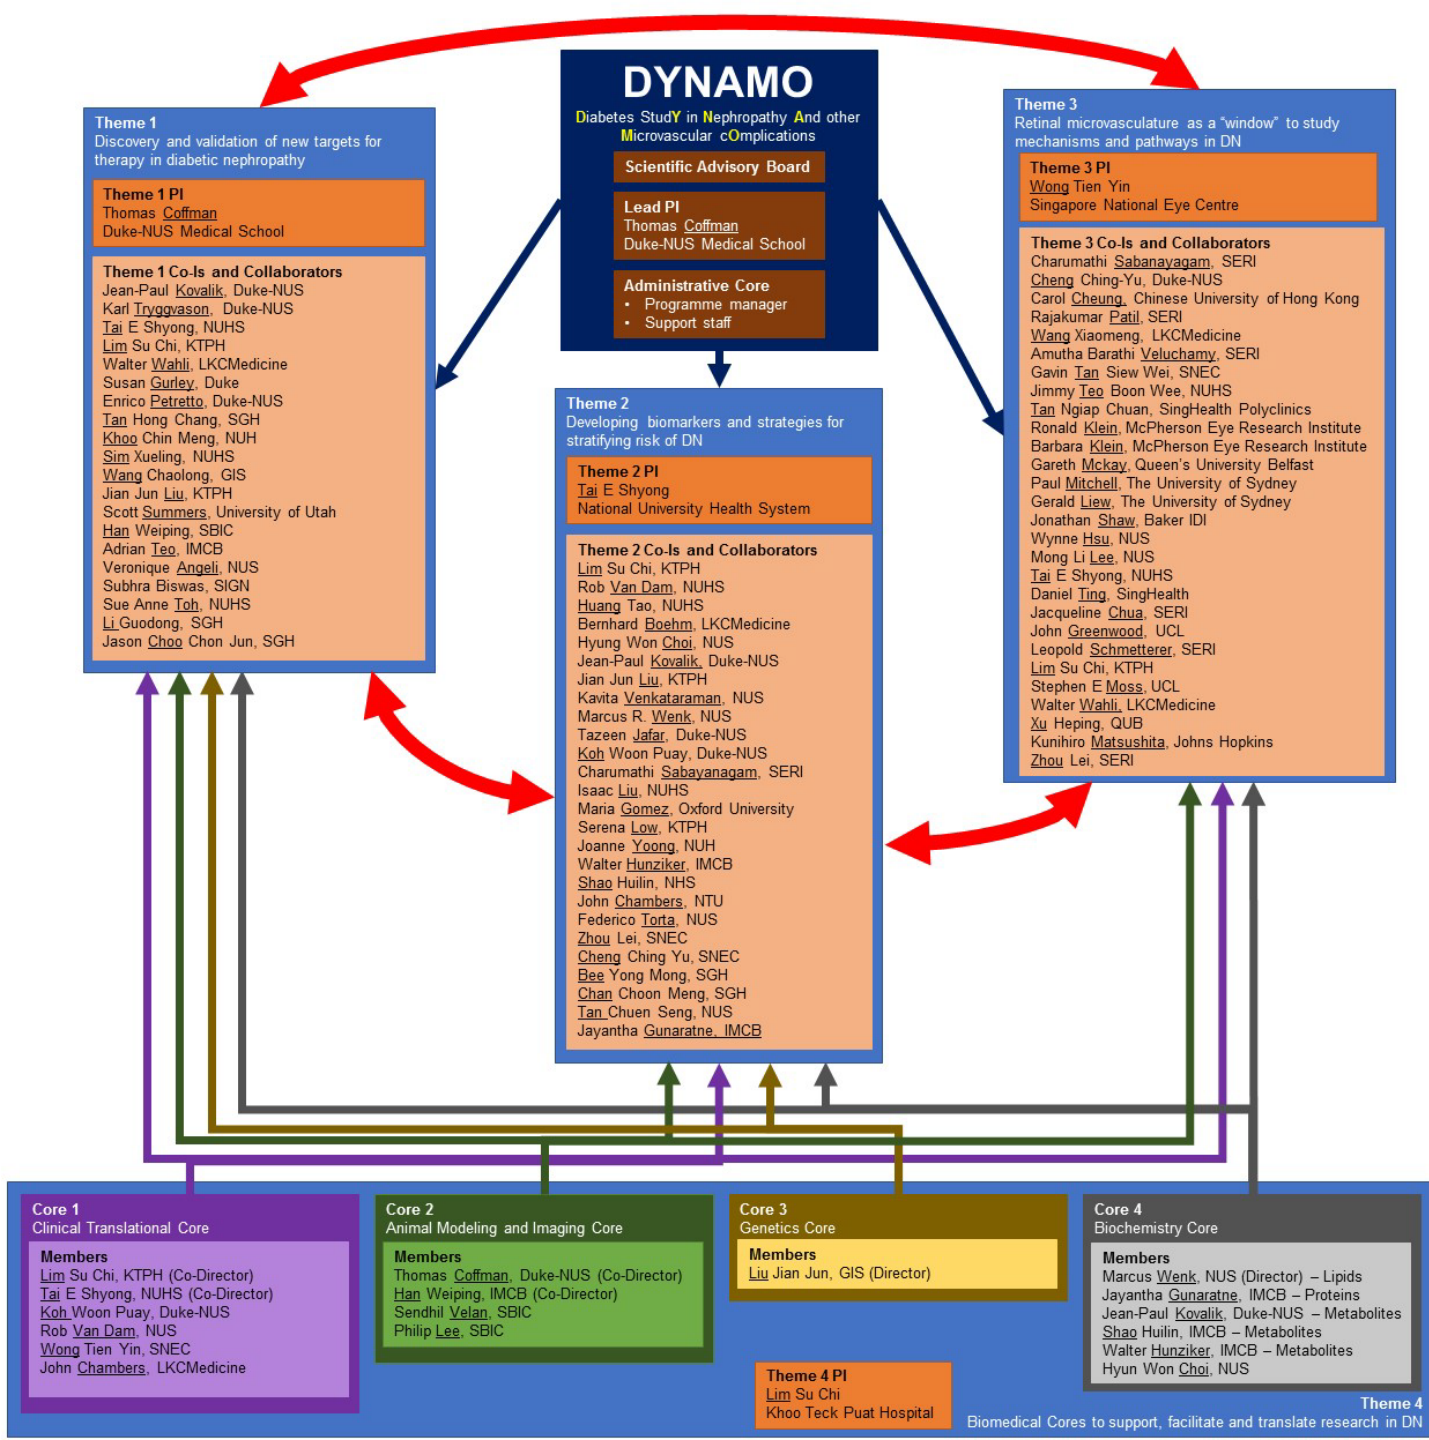 DYNAMO
Diabetes StudY in Nephropathy And other
Microvascular cOmplications
Scientific Advisory Board
Lead PI
Thomas Coffman
Duke-NUS Medical School
Administrative Core
• Programme manager
• Support staff
Theme 1
Discovery and validation of new targets for
therapy in diabetic nephropathy
Theme 1 PI
Thomas Coffman
Duke-NUS Medical School
Theme 1 Co-Is and Collaborators
Jean-Paul Kovalik, Duke-NUS
Karl Tryggvason, Duke-NUS
Tai E Shyong, NUHS
Lim Su Chi, KTPH
Walter Wahli, LKCMedicine
Susan Gurley, Duke
Enrico Petretto, Duke-NUS
Tan Hong Chang, SGH
Khoo Chin Meng, NUH
Sim Xueling, NUHS
Wang Chaolong, GIS
Jian Jun Liu, KTPH
Scott Summers, University of Utah
Han Weiping, SBIC
Adrian Teo, IMCB
Veronique Angeli, NUS
Subhra Biswas, SIGN
Sue Anne Toh, NUHS
Li Guodong, SGH
Jason Choo Chon Jun, SGH
Theme 2
Developing biomarkers and strategies for
stratifying risk of DN
Theme 2 PI
Tai E Shyong
National University Health System
Theme 2 Co-Is and Collaborators
Lim Su Chi, KTPH
Rob Van Dam, NUHS
Huang Tao, NUHS
Bernhard Boehm, LKCMedicine
Hyung Won Choi, NUS
Jean-Paul Kovalik, Duke-NUS
Jian Jun Liu, KTPH
Kavita Venkataraman, NUS
Marcus R. Wenk, NUS
Tazeen Jafar, Duke-NUS
Koh Woon Puay, Duke-NUS
Charumathi Sabayanagam, SERI
Isaac Liu, NUHS
Maria Gomez, Oxford University
Serena Low, KTPH
Joanne Yoong, NUH
Walter Hunziker, IMCB
Shao Huilin, NHS
John Chambers, NTU
Federico Torta, NUS
Zhou Lei, SNEC
Cheng Ching Yu, SNEC
Bee Yong Mong, SGH
Chan Choon Meng, SGH
Tan Chuen Seng, NUS
Jayantha Gunaratne, IMCB
Theme 3
Retinal microvasculature as a “window” to study
mechanisms and pathways in DN
Theme 3 PI
Wong Tien Yin
Singapore National Eye Centre
Theme 3 Co-Is and Collaborators
Charumathi Sabanayagam, SERI
Cheng Ching-Yu, Duke-NUS
Carol Cheung, Chinese University of Hong Kong
Rajakumar Patil, SERI
Wang Xiaomeng, LKCMedicine
Amutha Barathi Veluchamy, SERI
Gavin Tan Siew Wei, SNEC
Jimmy Teo Boon Wee, NUHS
Tan Ngiap Chuan, SingHealth Polyclinics
Ronald Klein, McPherson Eye Research Institute
Barbara Klein, McPherson Eye Research Institute
Gareth Mckay, Queen’s University Belfast
Paul Mitchell, The University of Sydney
Gerald Liew, The University of Sydney
Jonathan Shaw, Baker IDI
Wynne Hsu, NUS
Mong Li Lee, NUS
Tai E Shyong, NUHS
Daniel Ting, SingHealth
Jacqueline Chua, SERI
John Greenwood, UCL
Leopold Schmetterer, SERI
Lim Su Chi, KTPH
Stephen E Moss, UCL
Walter Wahli, LKCMedicine
Xu Heping, QUB
Kunihiro Matsushita, Johns Hopkins
Zhou Lei, SERI
Core 1
Clinical Translational Core
Members
Lim Su Chi, KTPH (Co-Director)
Tai E Shyong, NUHS (Co-Director)
Koh Woon Puay, Duke-NUS
Rob Van Dam, NUS
Wong Tien Yin, SNEC
John Chambers, LKCMedicine
Core 2
Animal Modeling and Imaging Core
Members
Thomas Coffman, Duke-NUS (Co-Director)
Han Weiping, IMCB (Co-Director)
Sendhil Velan, SBIC
Philip Lee, SBIC
Core 3
Genetics Core
Members
Liu Jian Jun, GIS (Director)
Core 4
Biochemistry Core
Members
Marcus Wenk, NUS (Director) – Lipids
Jayantha Gunaratne, IMCB – Proteins
Jean-Paul Kovalik, Duke-NUS – Metabolites
Shao Huilin, IMCB – Metabolites
Walter Hunziker, IMCB – Metabolites
Hyun Won Choi, NUS
Theme 4 PI
Lim Su Chi
Khoo Teck Puat Hospital
Theme 4
Biomedical Cores to support, facilitate and translate research in DN